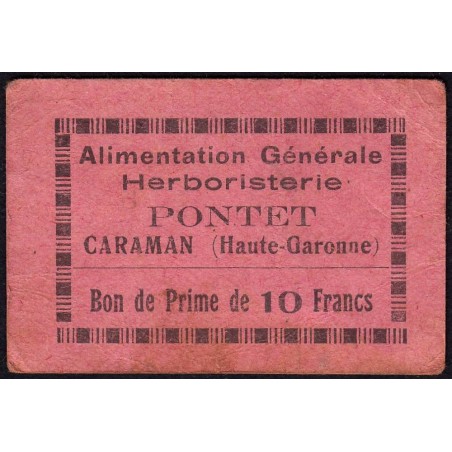 Alimentation Générale
Herboristerie
PONTET
CARAMAN (Haute-Garonne)
Bon de Prime de 10 Francs